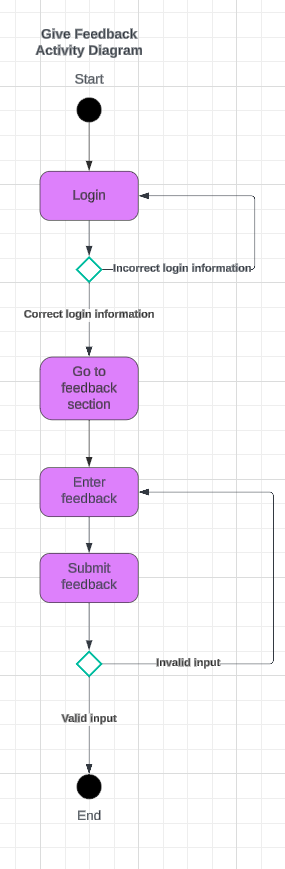 Give Feedback
Activity Diagram
Start
Login
Incorrect login information
Correct login information
Go to
feedback
section
Enter
feedback
Submit
feedback
Invalid input
Valid input
End